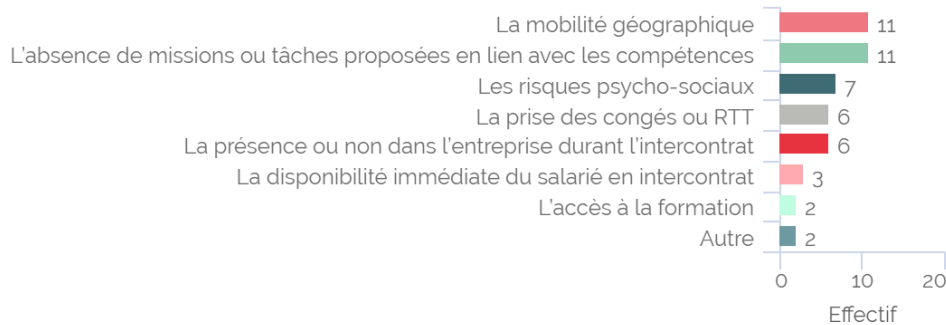 La mobilité géographique 11
L'absence de missions ou tâches proposées en lien avec les compétences 11
Les risques psycho-sociaux 7
La prise des congés ou RTT 6
La présence ou non dans l'entreprise durant l'intercontrat 6
La disponibilité immédiate du salarié en intercontrat 3
L'accès à la formation 2
Autre 2
0 10 20
Effectif